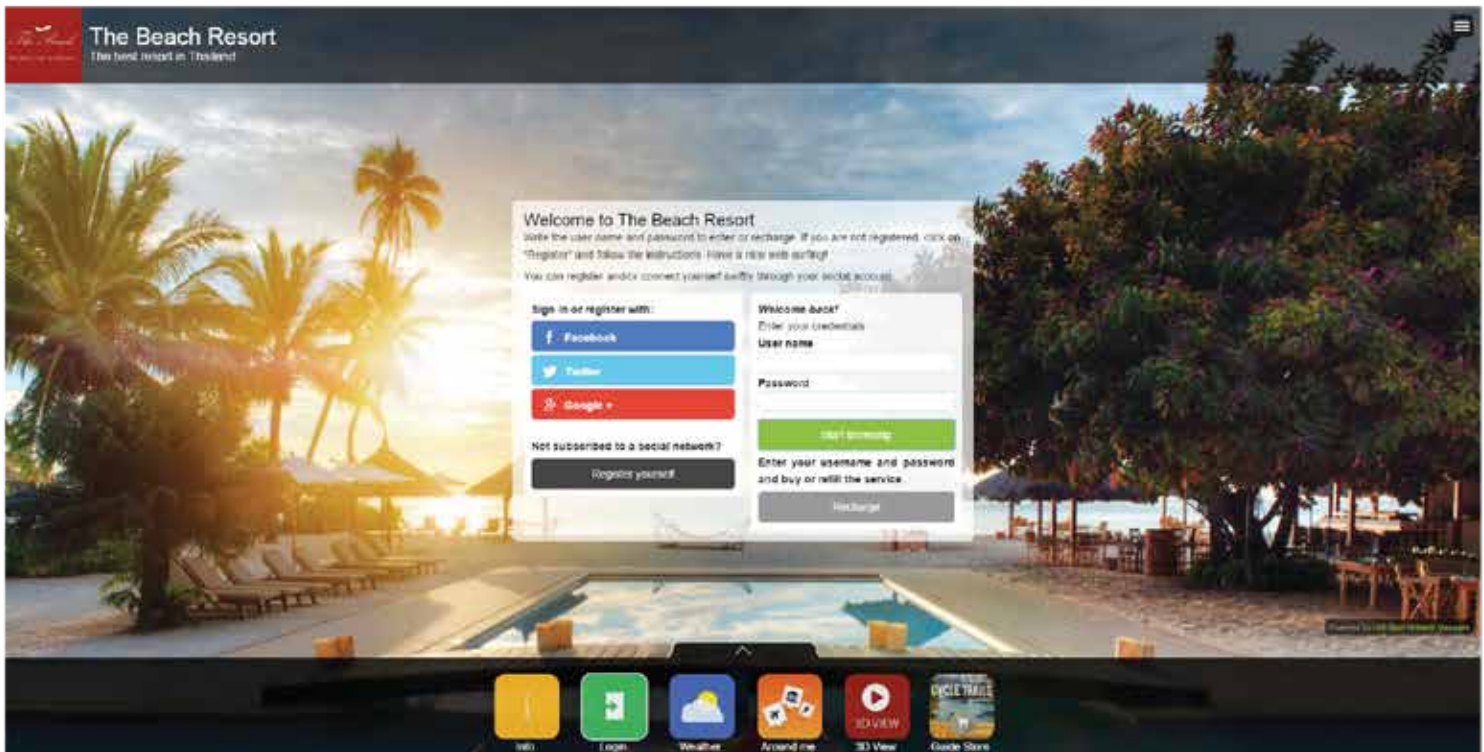 The Beach Resort
The best resort in Thailand
Welcome to The Beach Resort
Write the user name and password to enter or recharge. If you are not registered, click on
"Register" and follow the instructions. Have a nice web surfing!
You can register and/or connect yourself swiftly through your social account
Sign in or register with:
Facebook
Twitter
Google +
Not subscribed to a social network?
Register yourself
Welcome back!
Enter your credentials
User name
Password
Start browsing
Enter your username and password
and buy or refill the service.
Recharge
Powered by
CYCLE TRAILS
3D VIEW
Info
Login
Weather
Around me
3D View
Guide Store